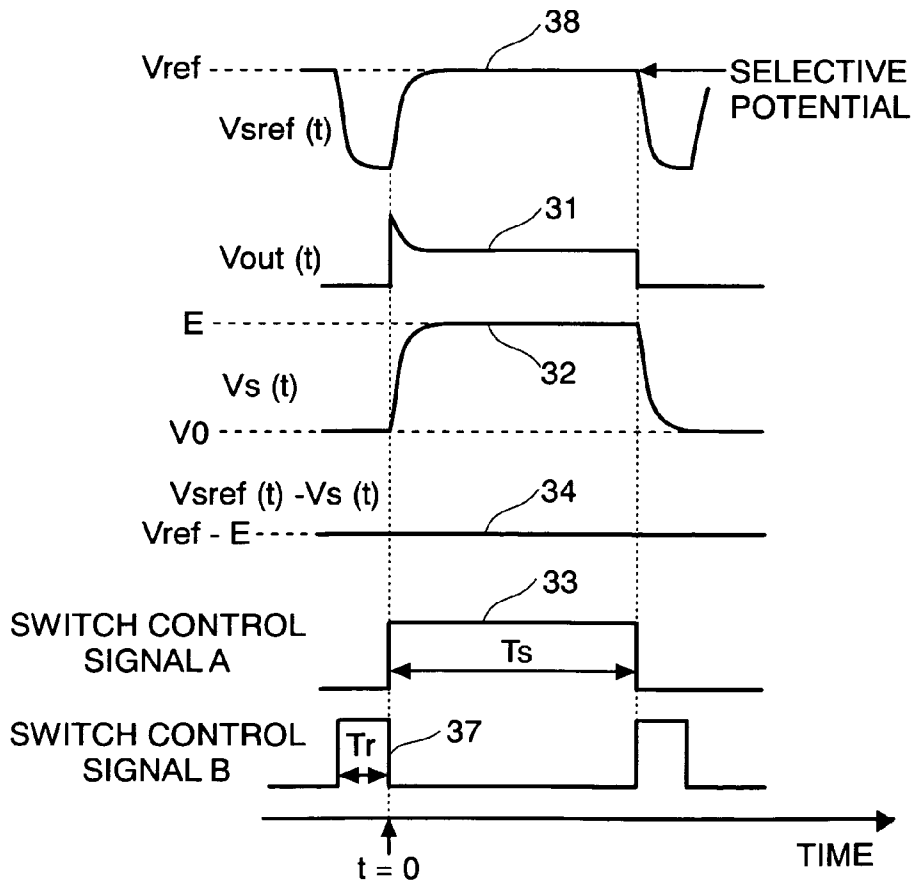 38
Vref
SELECTIVE
POTENTIAL
Vsref (t)
31
Vout (t)
E
32
Vs (t)
V0
Vsref (t) -Vs (t)
34
Vref - E
33
SWITCH CONTROL
SIGNAL A
Ts
SWITCH CONTROL
SIGNAL B
Tr
37
TIME
t = 0